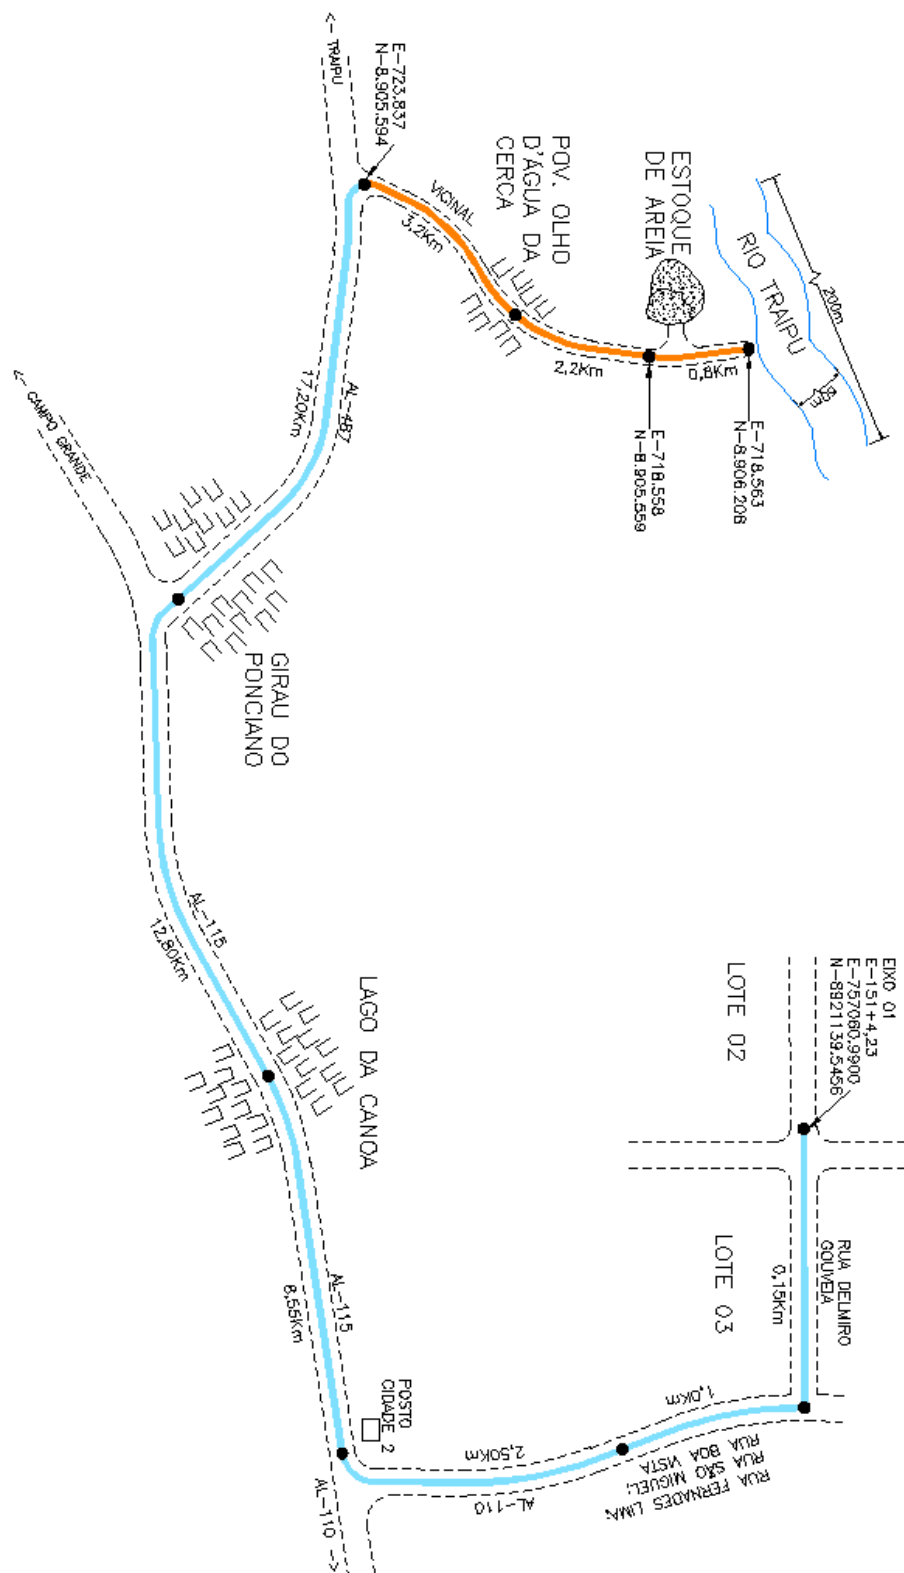 <- TRAIPU
E-723.837
N-8.905.594
VICINAL
3,2Km
POV. OLHO
D'ÁGUA DA
CERCA
ESTOQUE
DE AREIA
RIO TRAIPU
200m
60m
2,2Km
0,8Km
E-718.563
N-8.906.206
E-718.558
N-8.905.559
AL-487
17,20Km
<- CAMPO GRANDE
GIRAU DO
PONCIANO
AL-115
12,80Km
LAGO DA CANOA
AL-115
8,55Km
POSTO
CIDADE 2
AL-110 ->
2,50Km
AL-110
1,0Km
RUA FERNADES LIMA;
RUA SÃO MIGUEL;
RUA BOA VISTA
RUA DELMIRO
GOUVEIA
0,15Km
LOTE 03
LOTE 02
EIXO 01
E-151+4,23
E-757060.9900
N-8921139.5456